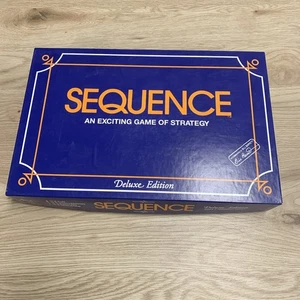 SEQUENCE
AN EXCITING GAME OF STRATEGY
Deluxe Edition
SEQUENCE